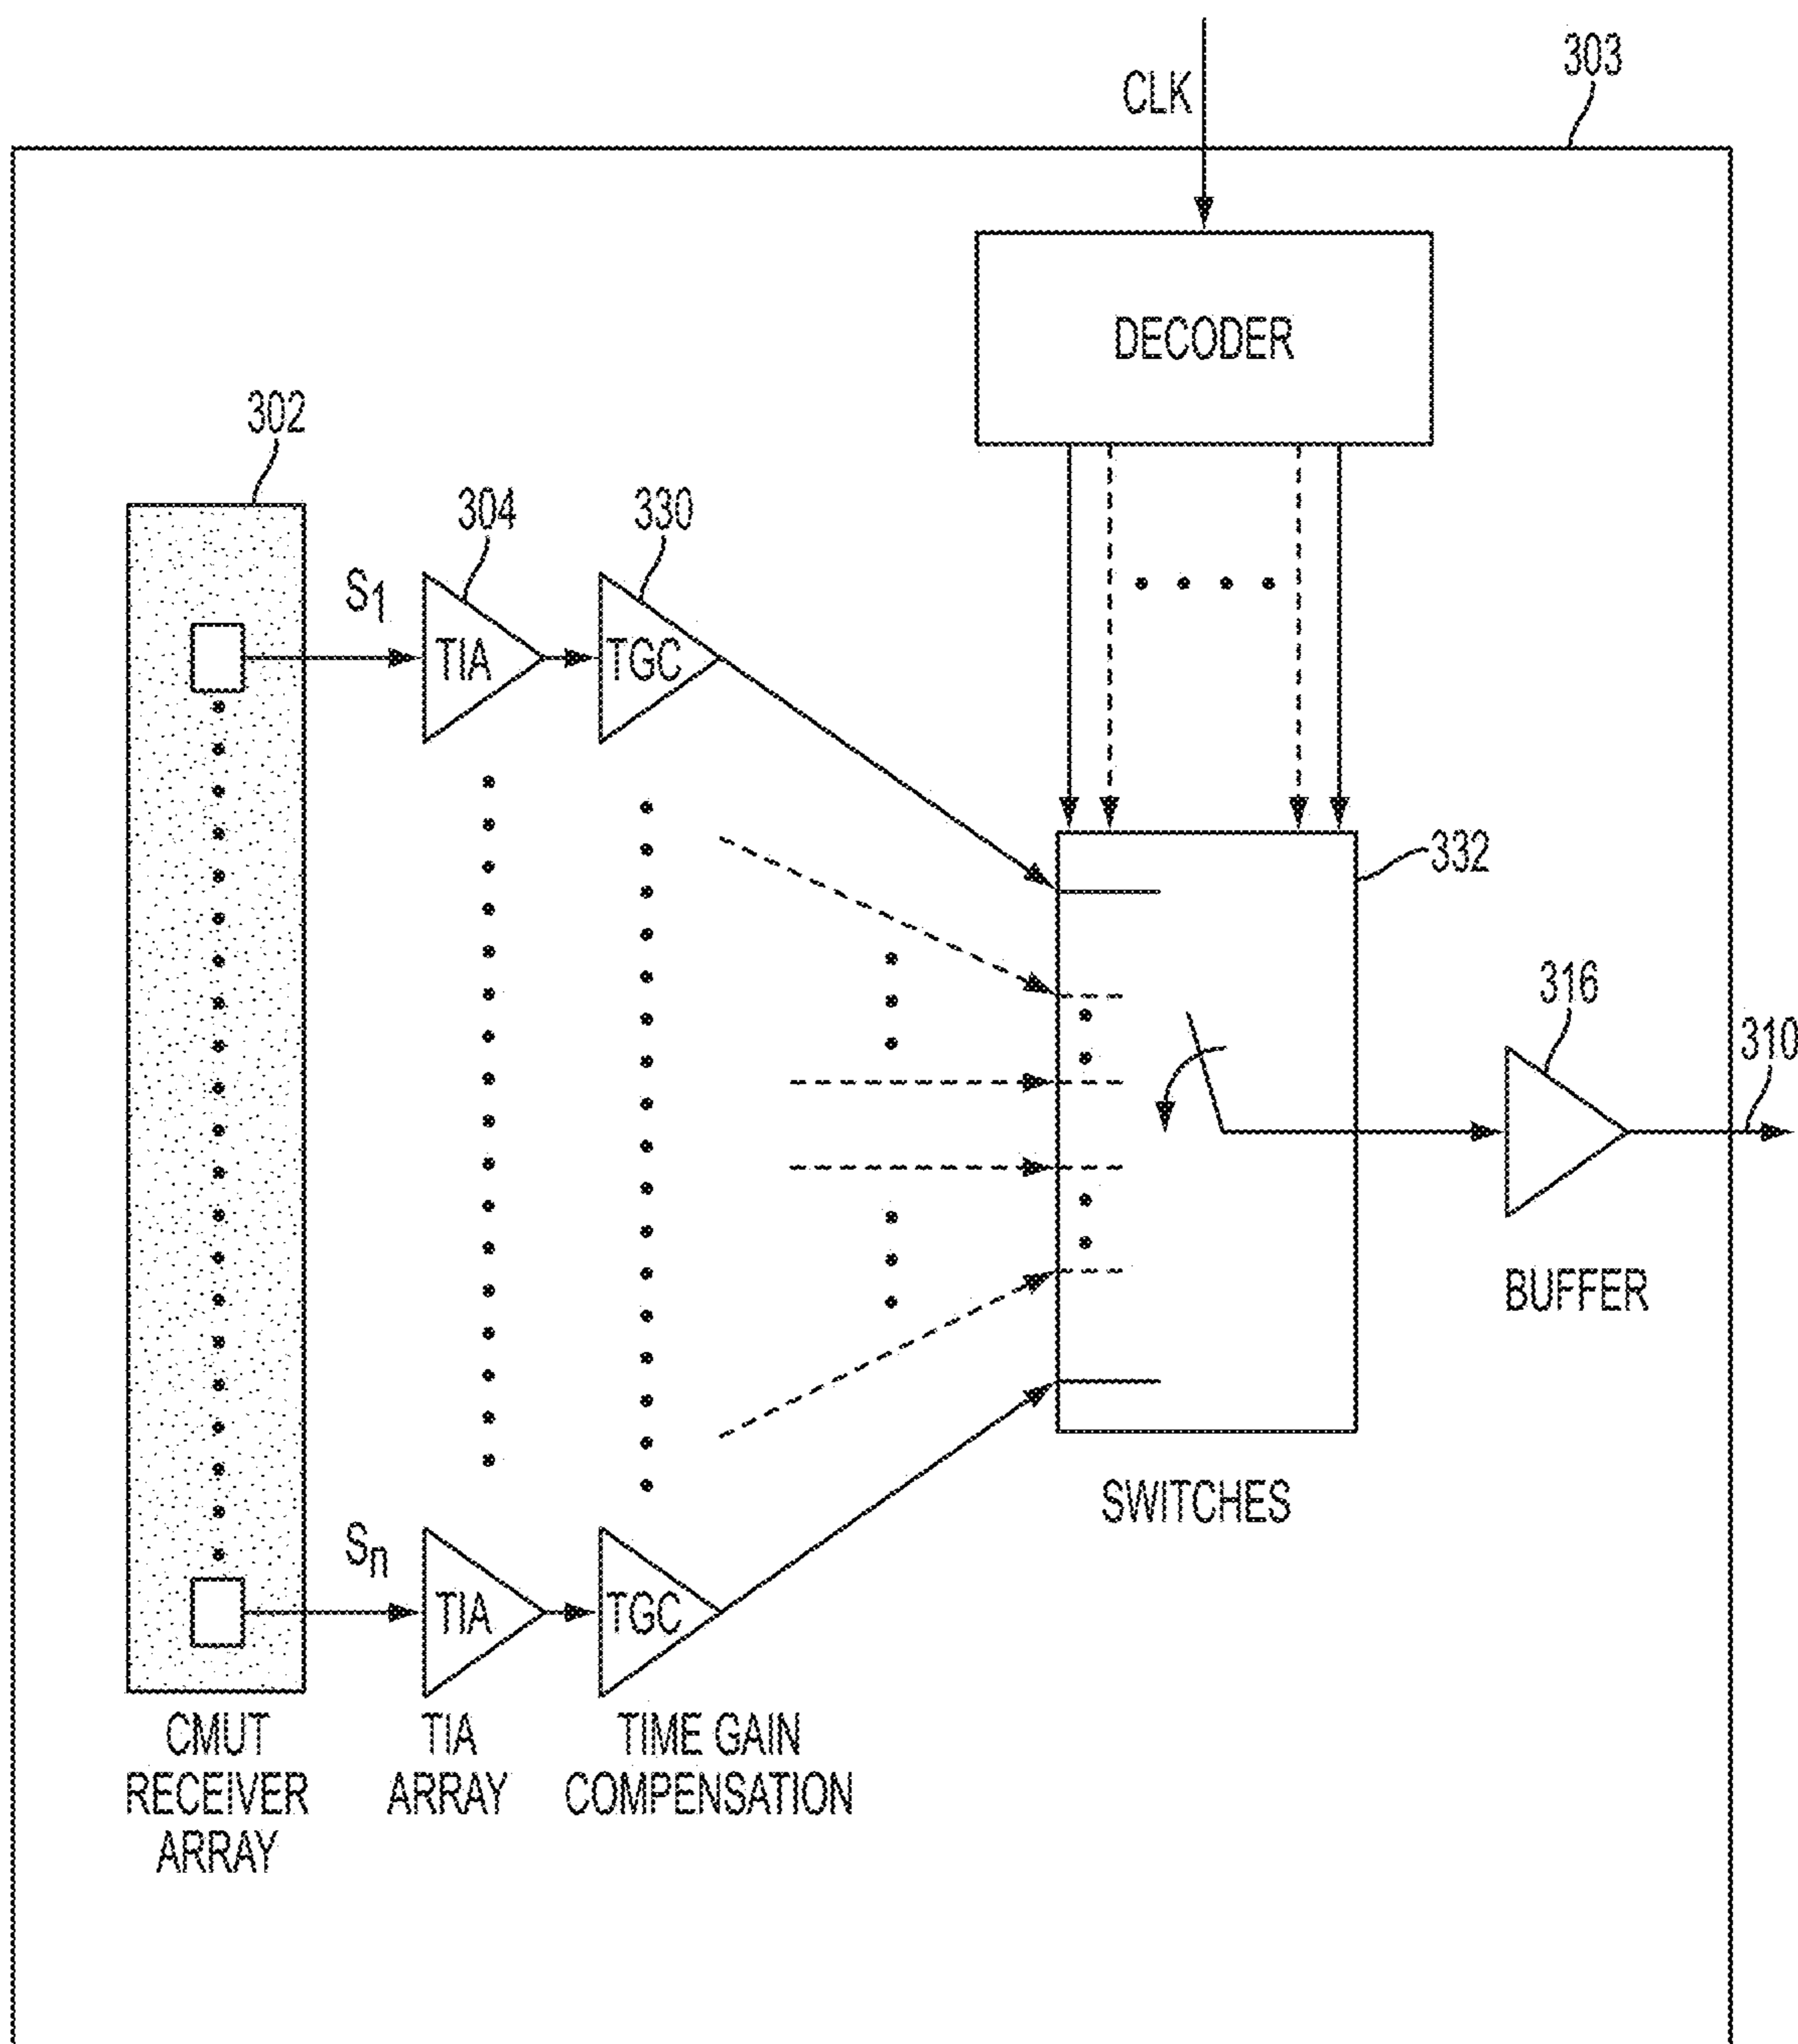 303
CLK
DECODER
302
304
330
S1
TIA
TGC
332
316
310
BUFFER
SWITCHES
Sn
TIA
TGC
CMUT
RECEIVER
ARRAY
TIA
ARRAY
TIME GAIN
COMPENSATION